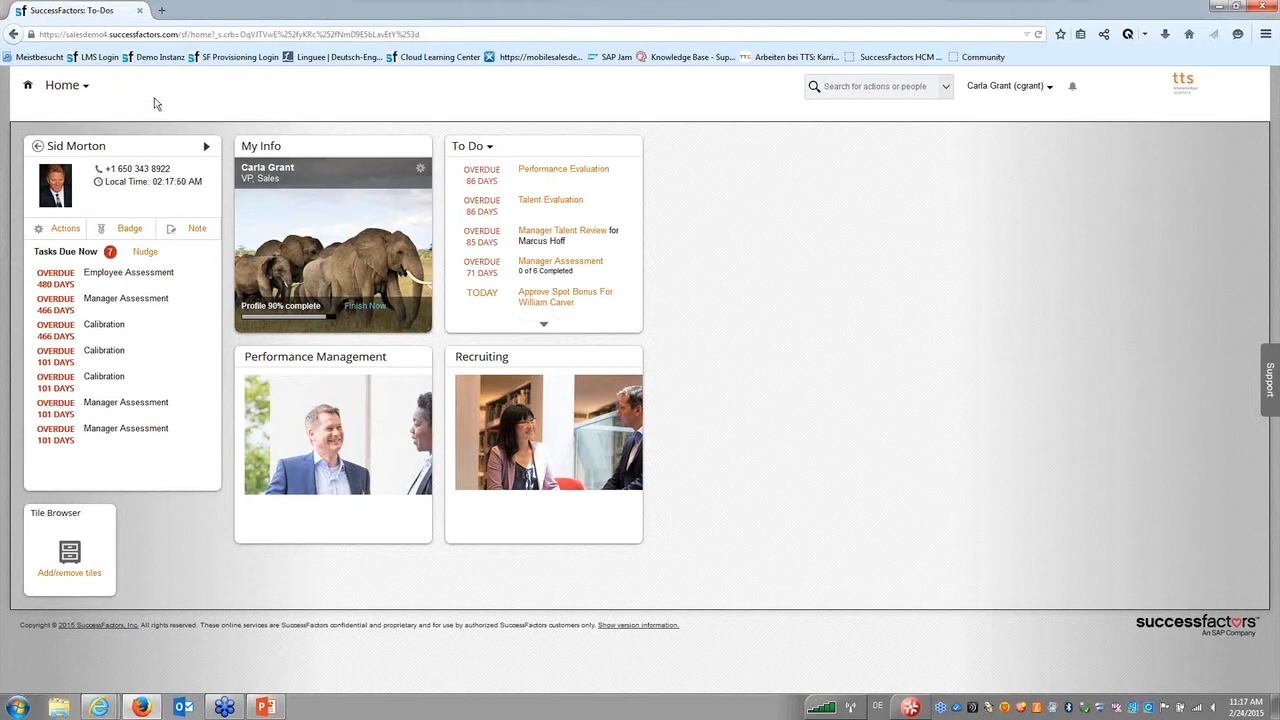 SuccessFactors: To-Dos
https://salesdemo4.successfactors.com/sf/home?_s.crb=OqVJTVwE%252fyKRc%252fNmD9E5bLavEtY%253d
Meistbesucht LMS Login Demo Instanz SF Provisioning Login Linguee | Deutsch-Eng... Cloud Learning Center https://mobilesalesde... SAP Jam Knowledge Base - Sup... Arbeiten bei TTS: Karri... SuccessFactors HCM ... Community
Home
Search for actions or people
Carla Grant (cgrant)
tts
Sid Morton
+1 650 343 8922
Local Time: 02:17:50 AM
Actions Badge Note
Tasks Due Now 7 Nudge
OVERDUE Employee Assessment
480 DAYS
OVERDUE Manager Assessment
466 DAYS
OVERDUE Calibration
466 DAYS
OVERDUE Calibration
101 DAYS
OVERDUE Calibration
101 DAYS
OVERDUE Manager Assessment
101 DAYS
OVERDUE Manager Assessment
101 DAYS
My Info
Carla Grant
VP, Sales
Profile 90% complete Finish Now
To Do
OVERDUE Performance Evaluation
86 DAYS
OVERDUE Talent Evaluation
86 DAYS
OVERDUE Manager Talent Review for
85 DAYS Marcus Hoff
OVERDUE Manager Assessment
71 DAYS 0 of 6 Completed
TODAY Approve Spot Bonus For
William Carver
Performance Management
Recruiting
Support
Tile Browser
Add/remove tiles
Copyright © 2015 SuccessFactors, Inc. All rights reserved. These online services are SuccessFactors confidential and proprietary and for use by authorized SuccessFactors customers only. Show version information.
successfactors
An SAP Company
DE
11:17 AM
2/24/2015